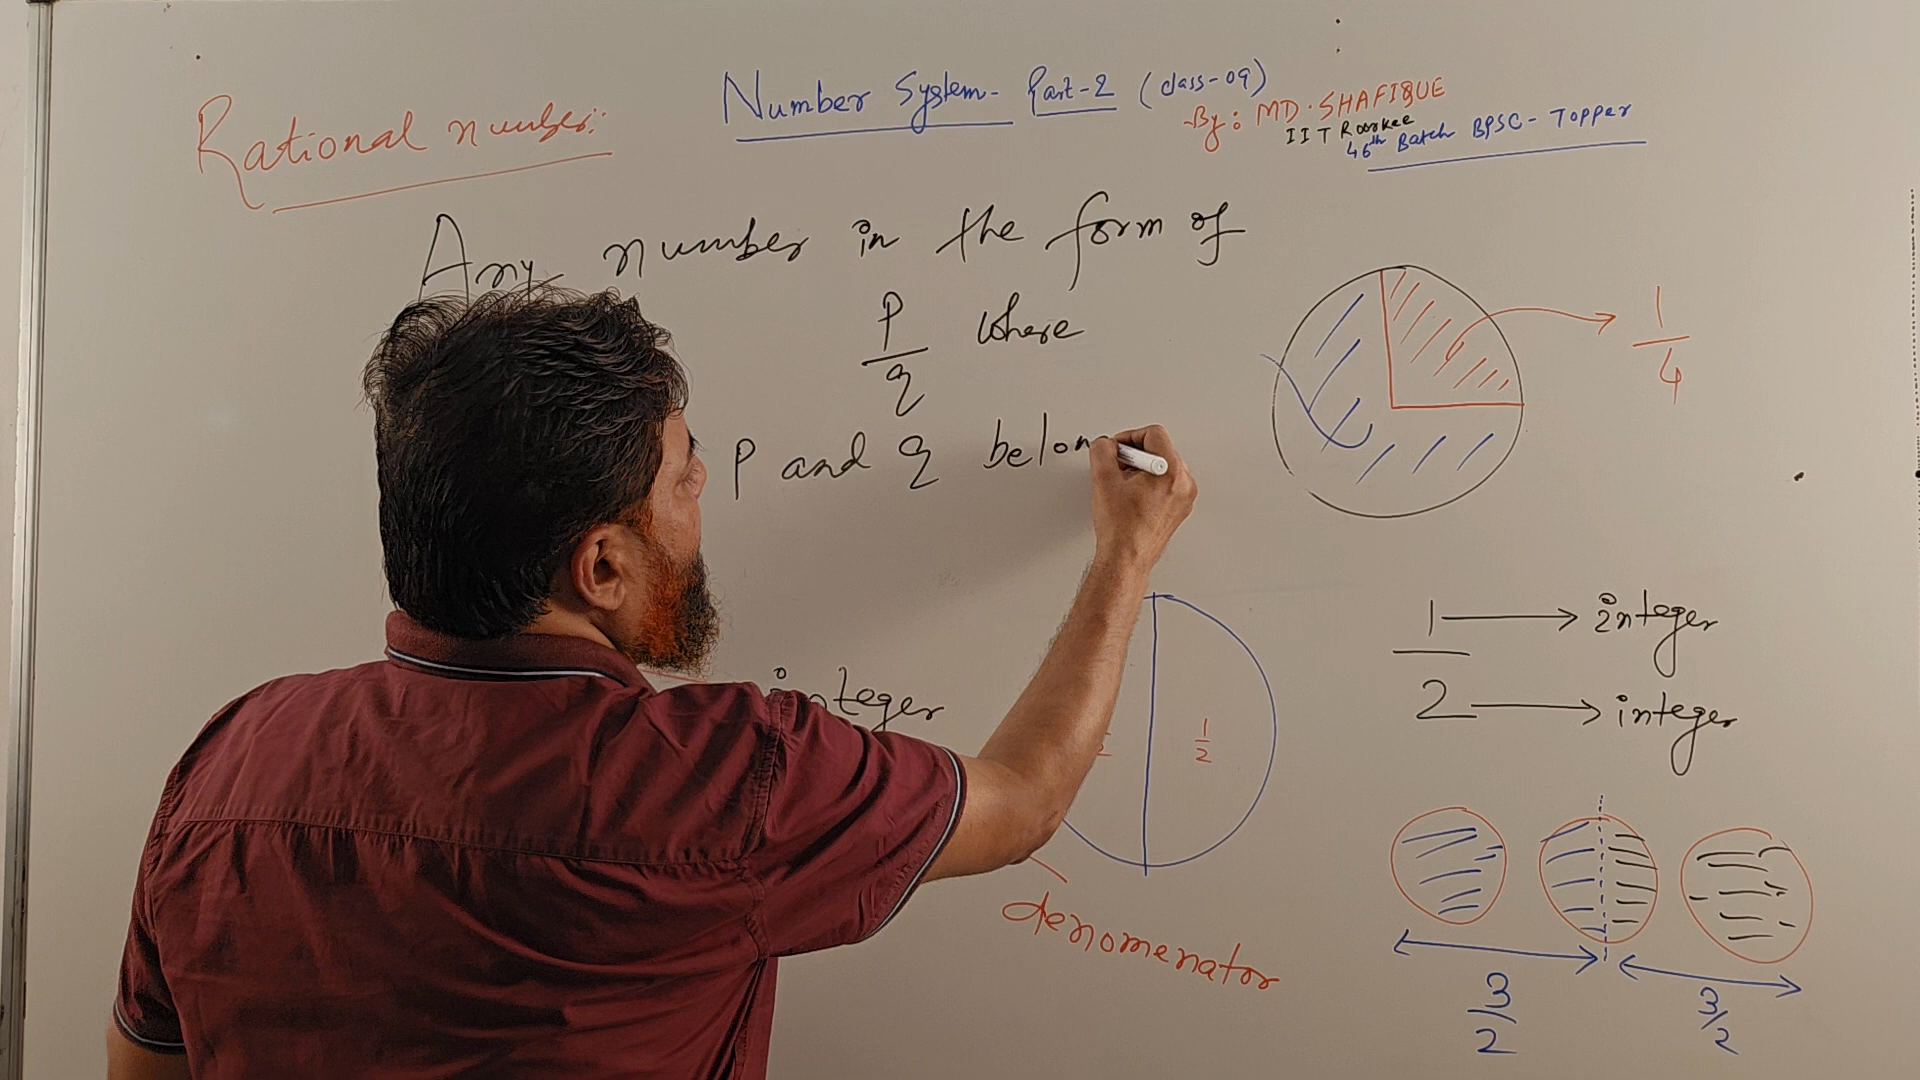 Number System- Part-2 (class-09)
By: MD. SHAFIQUE
IIT Roorkee
46th Batch BPSC-Topper
Rational number:
Any number in the form of
P/q where
P and q belon
1/4
integer
1/2
denomenator
1 → integer
2 → integer
3/2
3/2